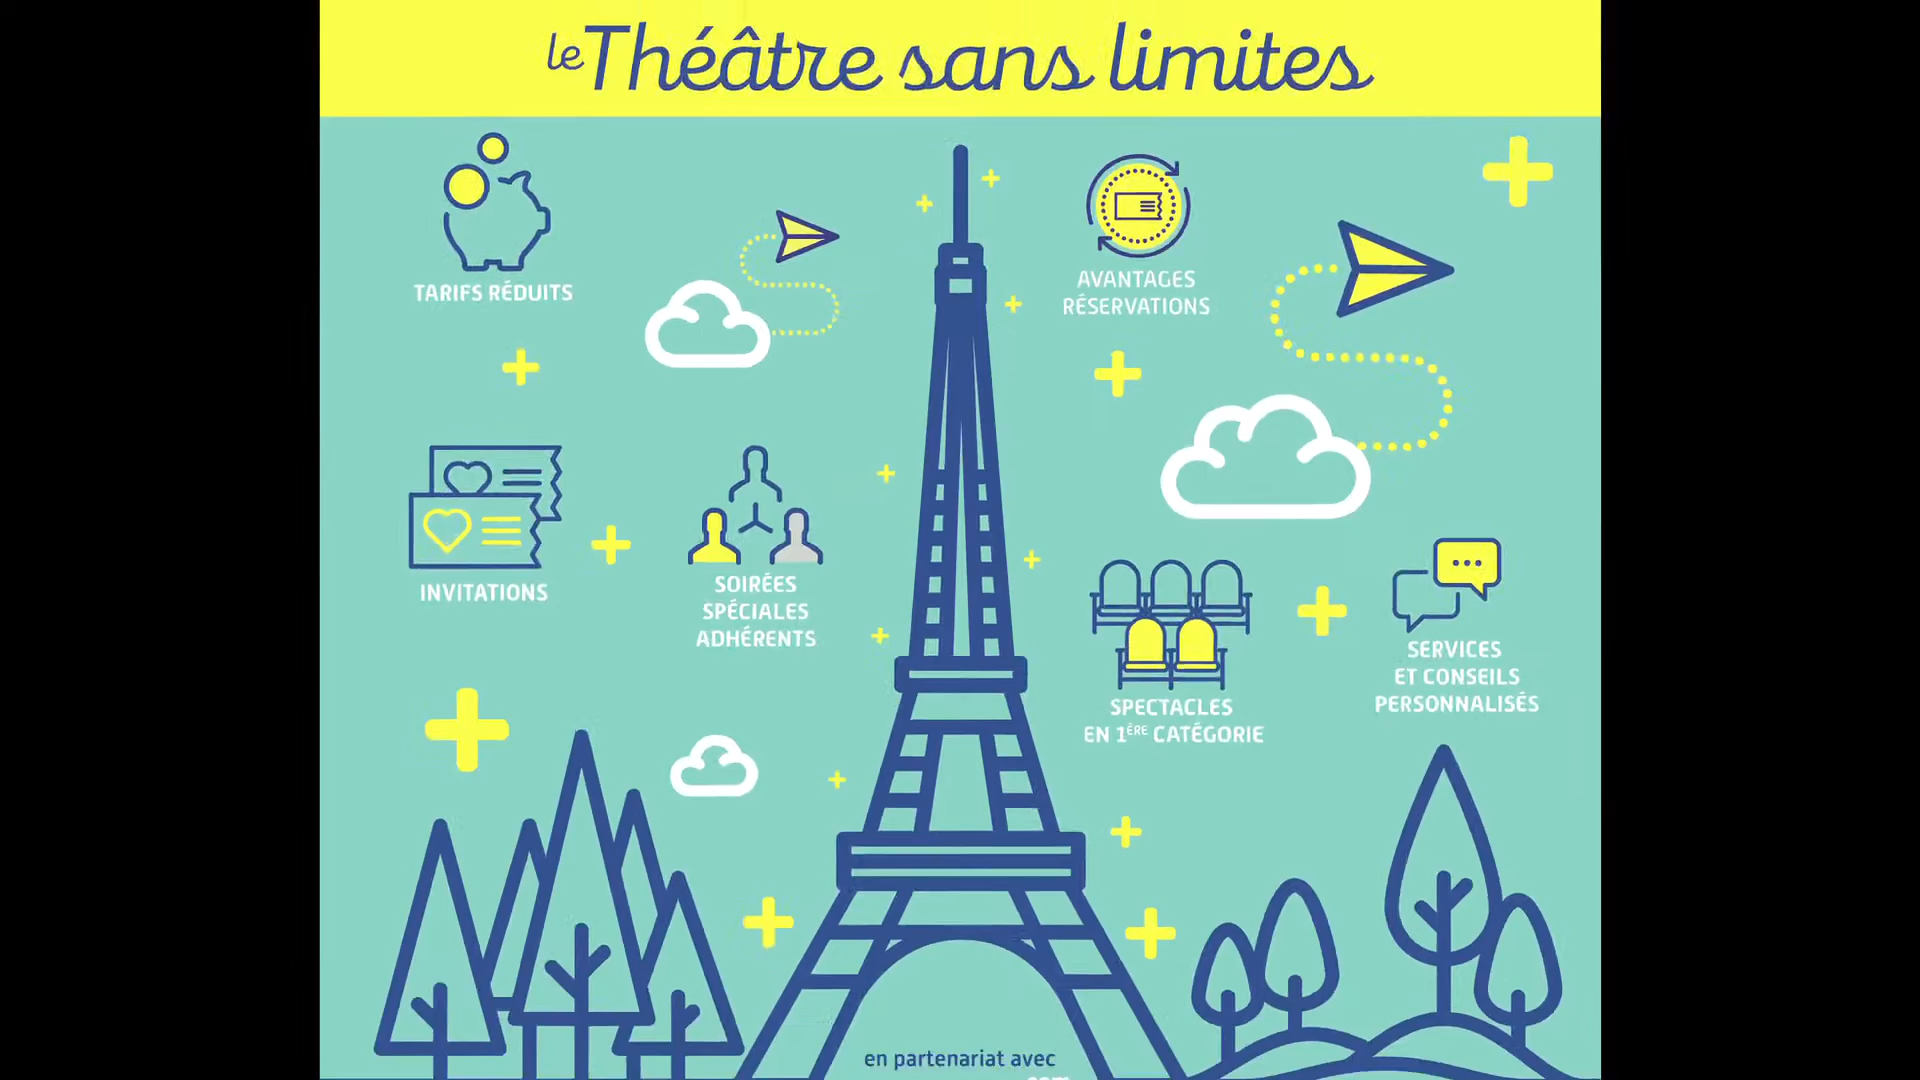 le Théâtre sans limites
TARIFS RÉDUITS
AVANTAGES
RÉSERVATIONS
INVITATIONS
SOIRÉES
SPÉCIALES
ADHÉRENTS
SPECTACLES
EN 1ÈRE CATÉGORIE
SERVICES
ET CONSEILS
PERSONNALISÉS
en partenariat avec